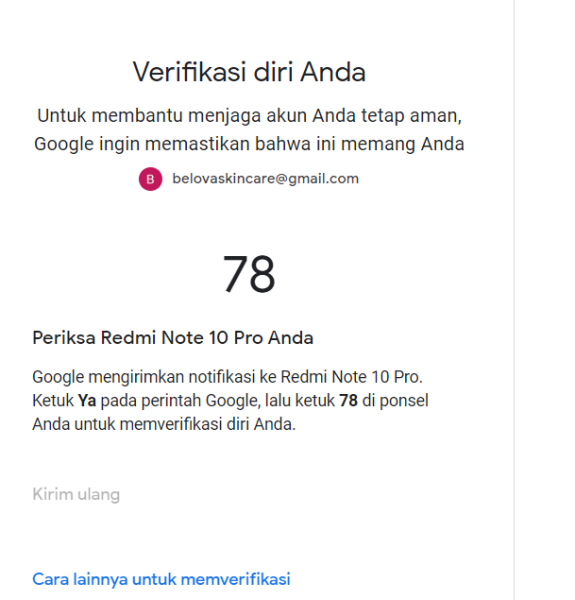 Verifikasi diri Anda
Untuk membantu menjaga akun Anda tetap aman,
Google ingin memastikan bahwa ini memang Anda
B belovaskincare@gmail.com
78
Periksa Redmi Note 10 Pro Anda
Google mengirimkan notifikasi ke Redmi Note 10 Pro.
Ketuk Ya pada perintah Google, lalu ketuk 78 di ponsel
Anda untuk memverifikasi diri Anda.
Kirim ulang
Cara lainnya untuk memverifikasi